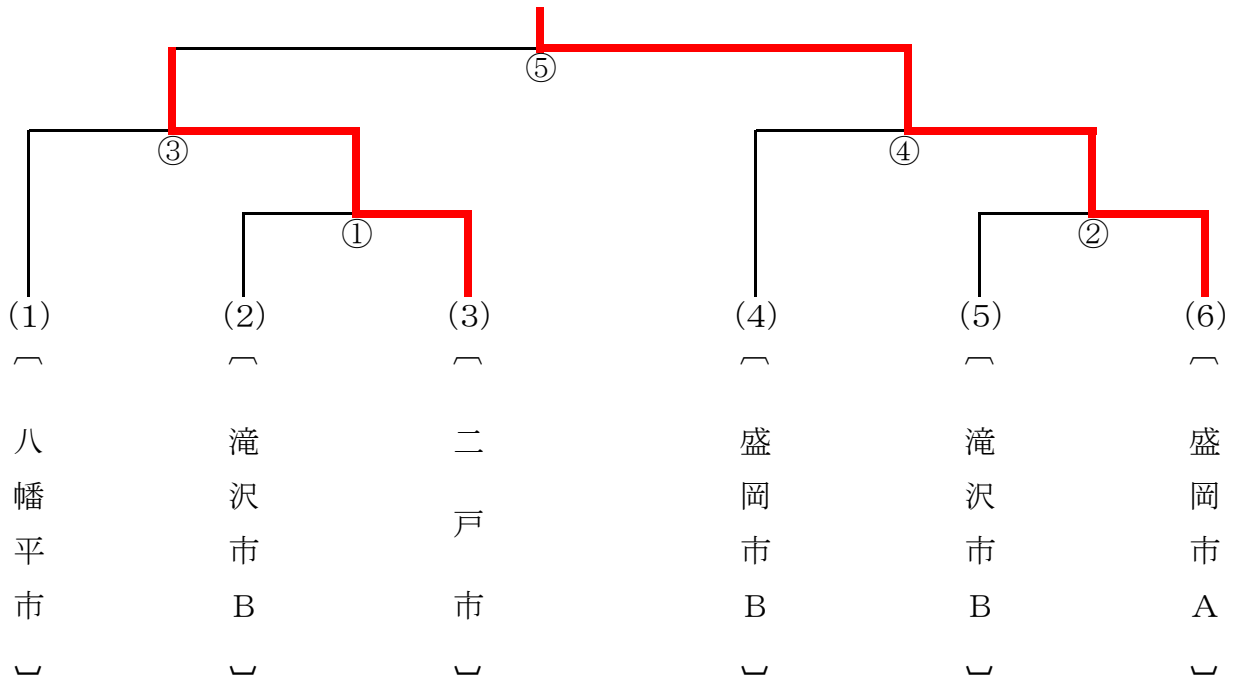 ⑤
③
④
①
②
(1)
(2)
(3)
(4)
(5)
(6)
〔八幡平市〕
〔滝沢市B〕
〔二戸市〕
〔盛岡市B〕
〔滝沢市B〕
〔盛岡市A〕